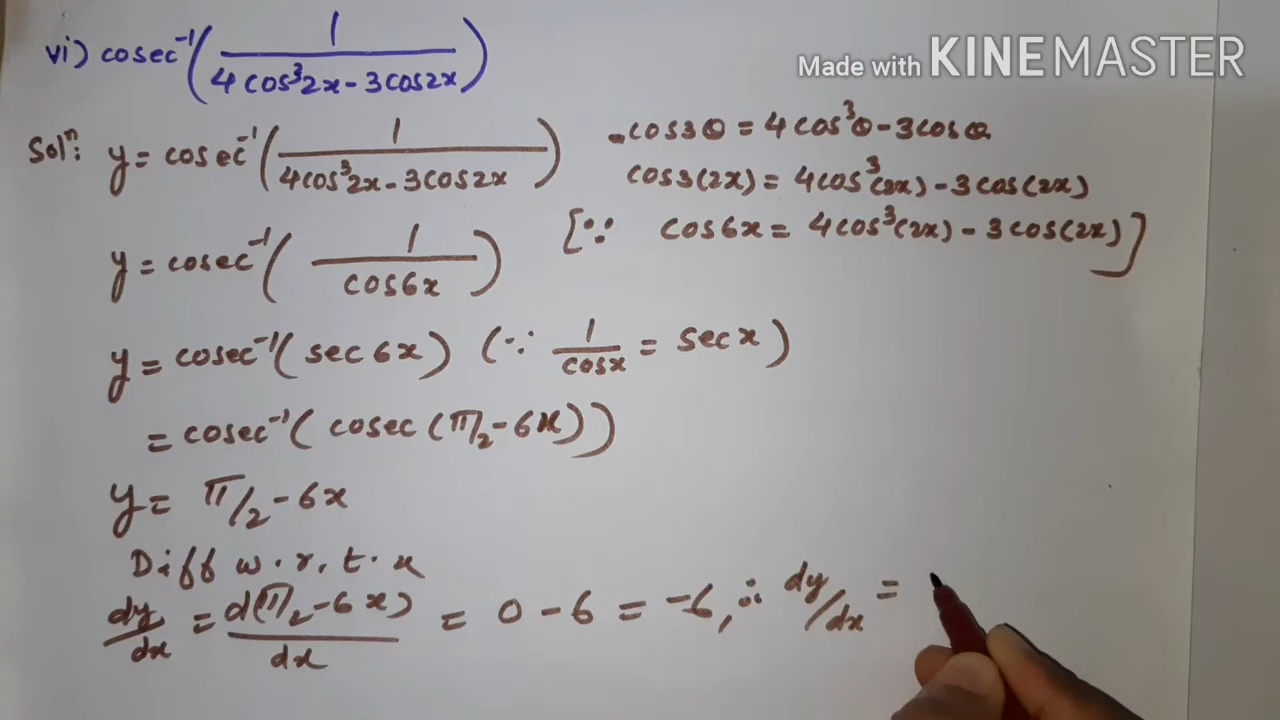 Made with KINEMASTER
vi) cosec⁻¹(1/(4cos³2x-3cos2x))
Solⁿ: y = cosec⁻¹(1/(4cos³2x-3cos2x))
cos3θ = 4cos³θ-3cosθ
cos3(2x) = 4cos³(2x)-3cos(2x)
y = cosec⁻¹(1/cos6x) [∵ cos6x = 4cos³(2x)-3cos(2x)]
y = cosec⁻¹(sec6x) (∵ 1/cosx = secx)
= cosec⁻¹(cosec(π/2-6x))
y = π/2-6x
Diff w.r.t.x
dy/dx = d(π/2-6x)/dx = 0-6 = -6, ∴ dy/dx =